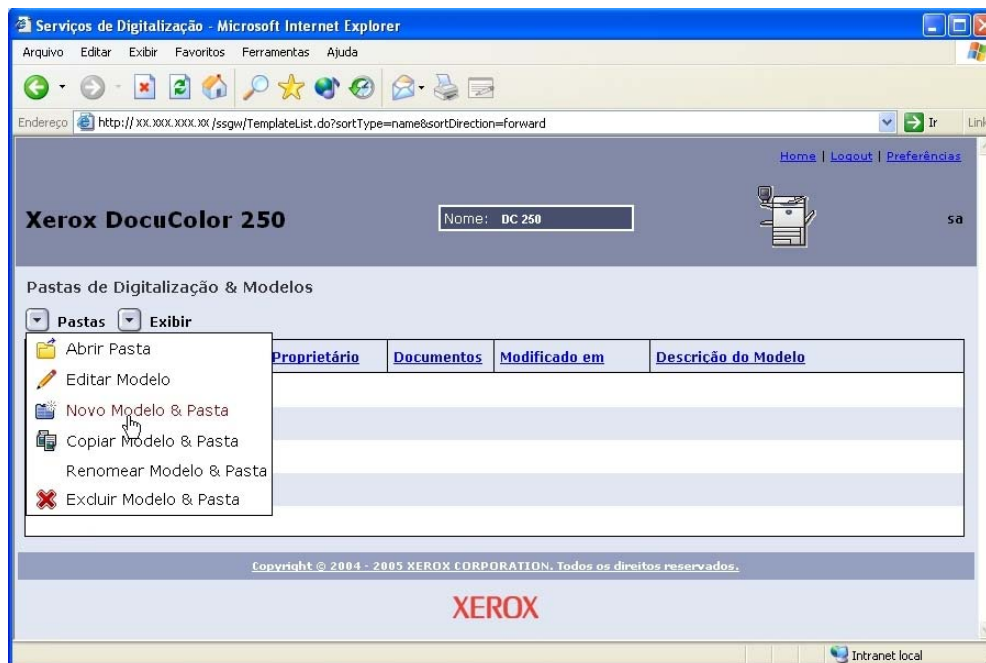 Serviços de Digitalização - Microsoft Internet Explorer
Arquivo Editar Exibir Favoritos Ferramentas Ajuda
Endereço http://xx.xxx.xxx.xx/ssgw/TemplateList.do?sortType=name&sortDirection=forward Ir Link
Home | Logout | Preferências
Xerox DocuColor 250 Nome: DC 250 sa
Pastas de Digitalização & Modelos
Pastas Exibir
Proprietário Documentos Modificado em Descrição do Modelo
Abrir Pasta
Editar Modelo
Novo Modelo & Pasta
Copiar Modelo & Pasta
Renomear Modelo & Pasta
Excluir Modelo & Pasta
Copyright © 2004 - 2005 XEROX CORPORATION. Todos os direitos reservados.
XEROX
Intranet local